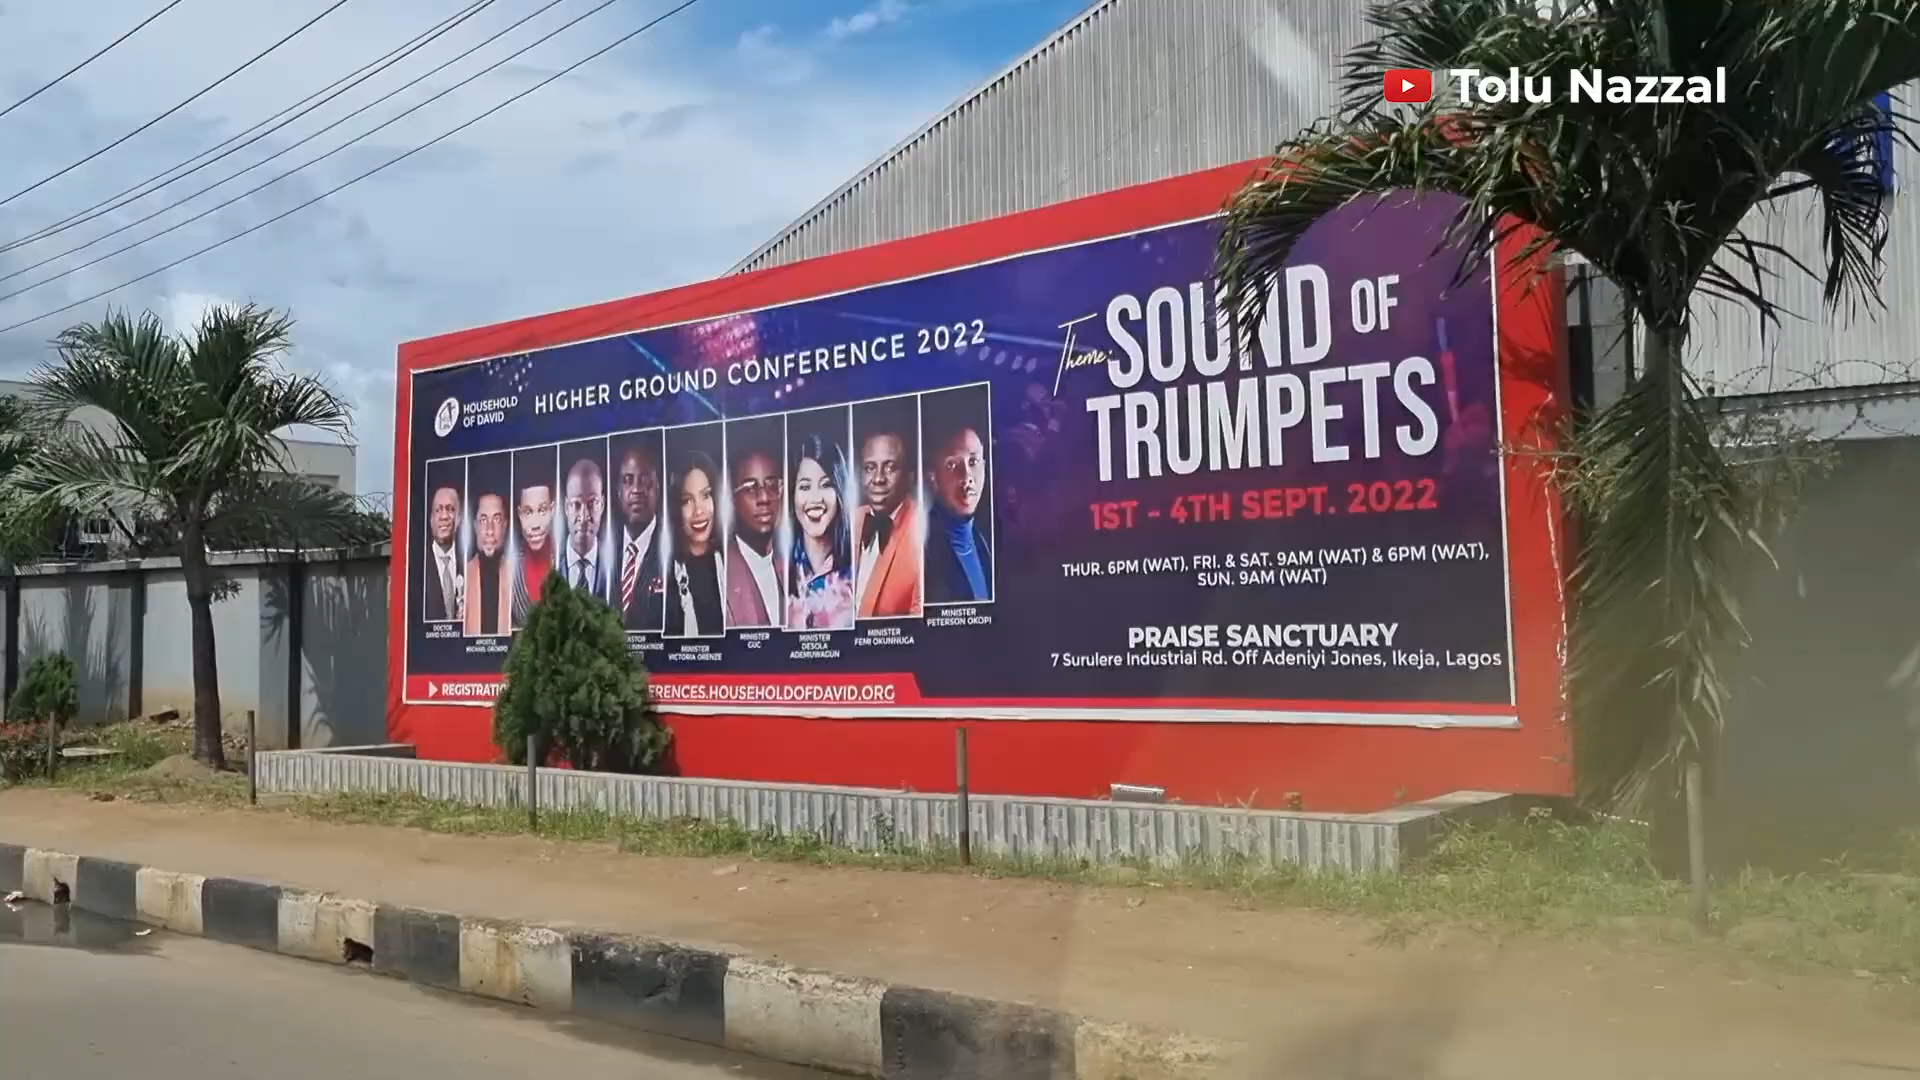 Tolu Nazzal
HOUSEHOLD
OF DAVID
HIGHER GROUND CONFERENCE 2022
Theme:
SOUND OF
TRUMPETS
1ST - 4TH SEPT. 2022
THUR. 6PM (WAT), FRI. & SAT. 9AM (WAT) & 6PM (WAT),
SUN. 9AM (WAT)
PRAISE SANCTUARY
7 Surulere Industrial Rd. Off Adeniyi Jones, Ikeja, Lagos
DOCTOR
DAVID OGBUELI
APOSTLE
MICHAEL OROKPO
MINISTER
VICTORIA ORENZE
MINISTER
GUC
MINISTER
DESOLA
ADEMUWAGUN
MINISTER
FEMI OKUNNUGA
MINISTER
PETERSON OKOPI
REGISTRATIO
ERENCES.HOUSEHOLDOFDAVID.ORG